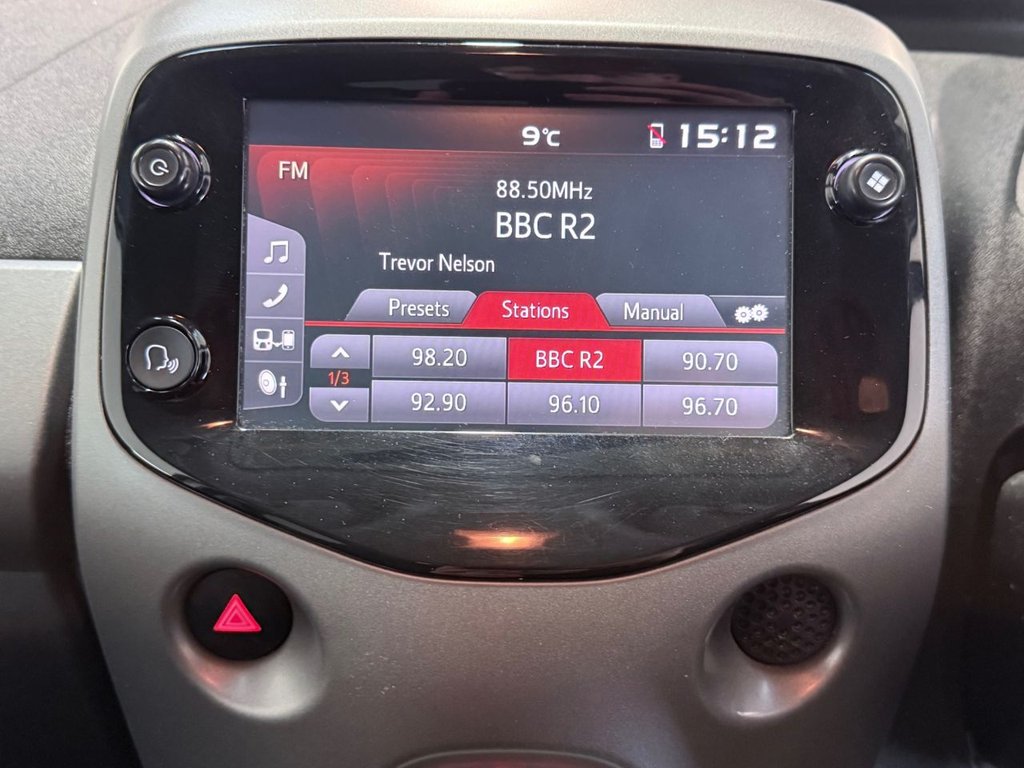 9°C 15:12
FM
88.50MHz
BBC R2
Trevor Nelson
Presets Stations Manual
98.20 BBC R2 90.70
1/3
92.90 96.10 96.70